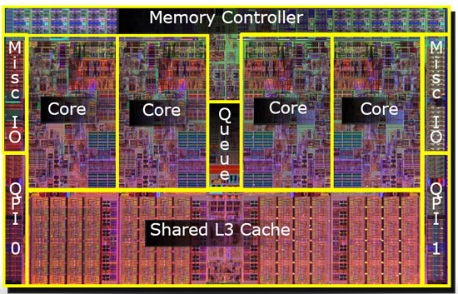 Memory Controller
Misc IO
Core
Core
Queue
Core
Core
Misc IO
QPI 0
Shared L3 Cache
QPI 1